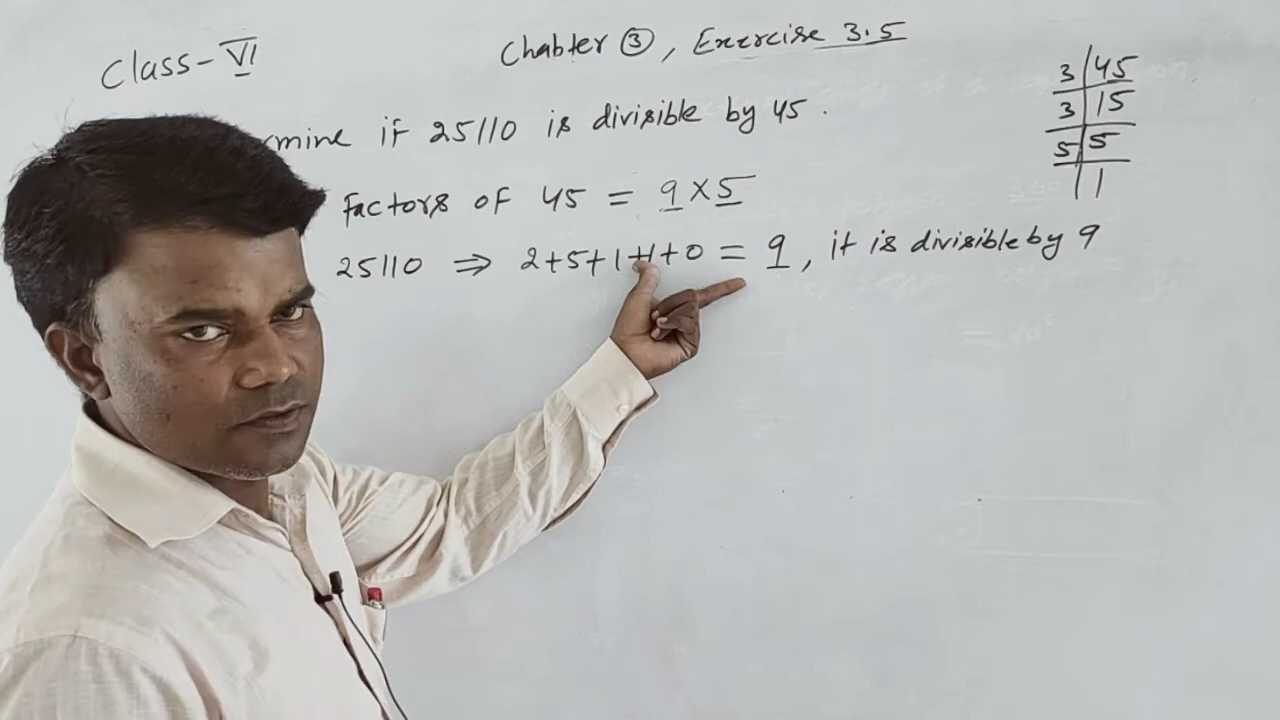 Class-VI
Chabter ③, Exercise 3.5
mine if 25110 is divisible by 45.
Factors of 45 = 9×5
25110 ⇒ 2+5+1+1+0 = 9, it is divisible by 9
3 | 45
3 | 15
5 | 5
| 1